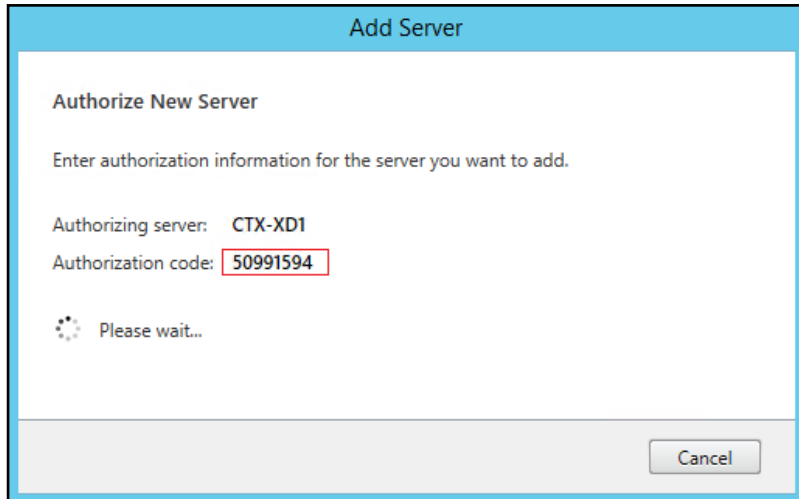 Add Server
Authorize New Server
Enter authorization information for the server you want to add.
Authorizing server: CTX-XD1
Authorization code: 50991594
Please wait...
Cancel